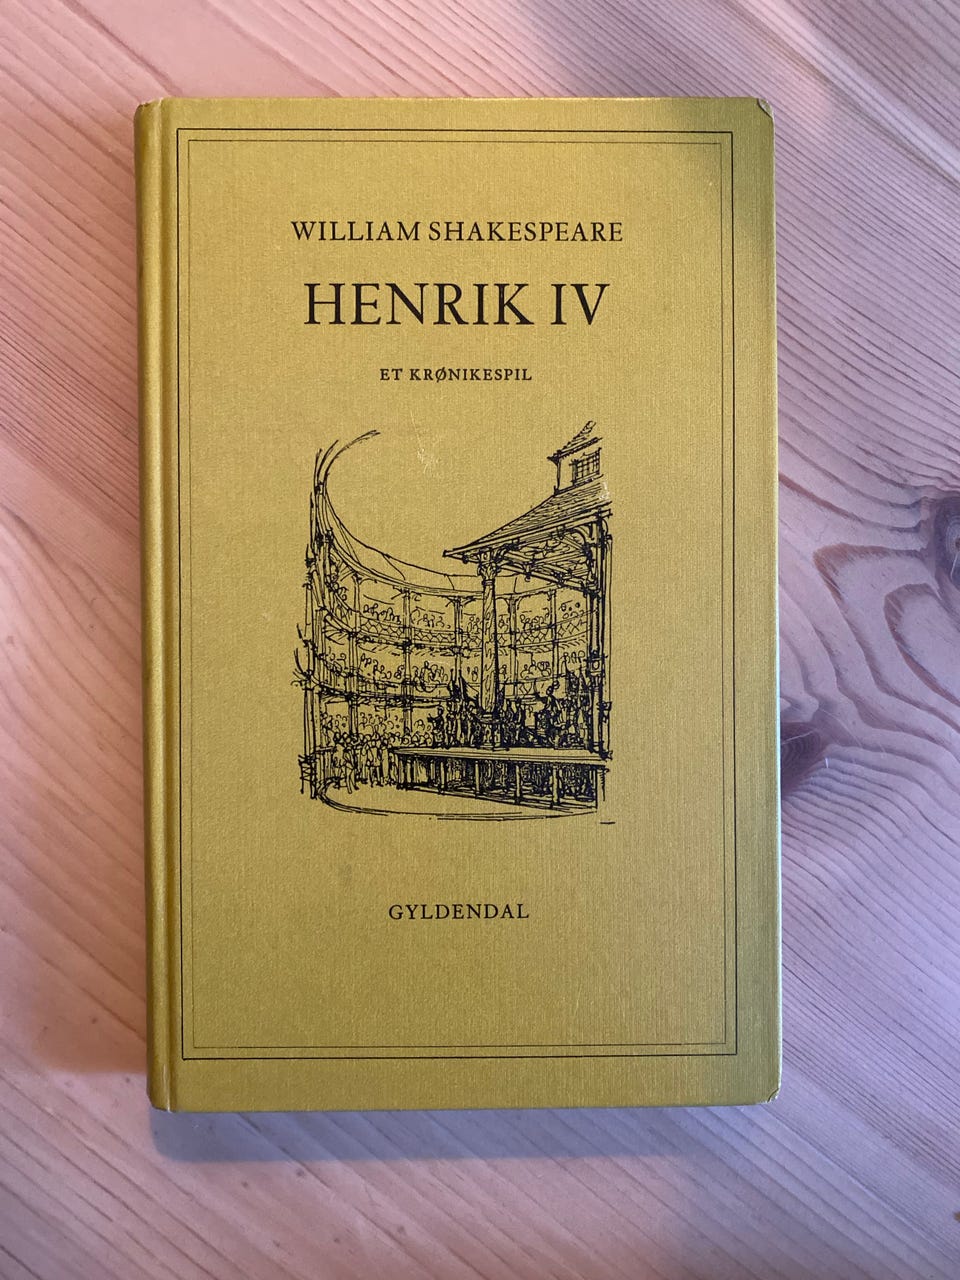 WILLIAM SHAKESPEARE
HENRIK IV
ET KRØNIKESPIL
GYLDENDAL